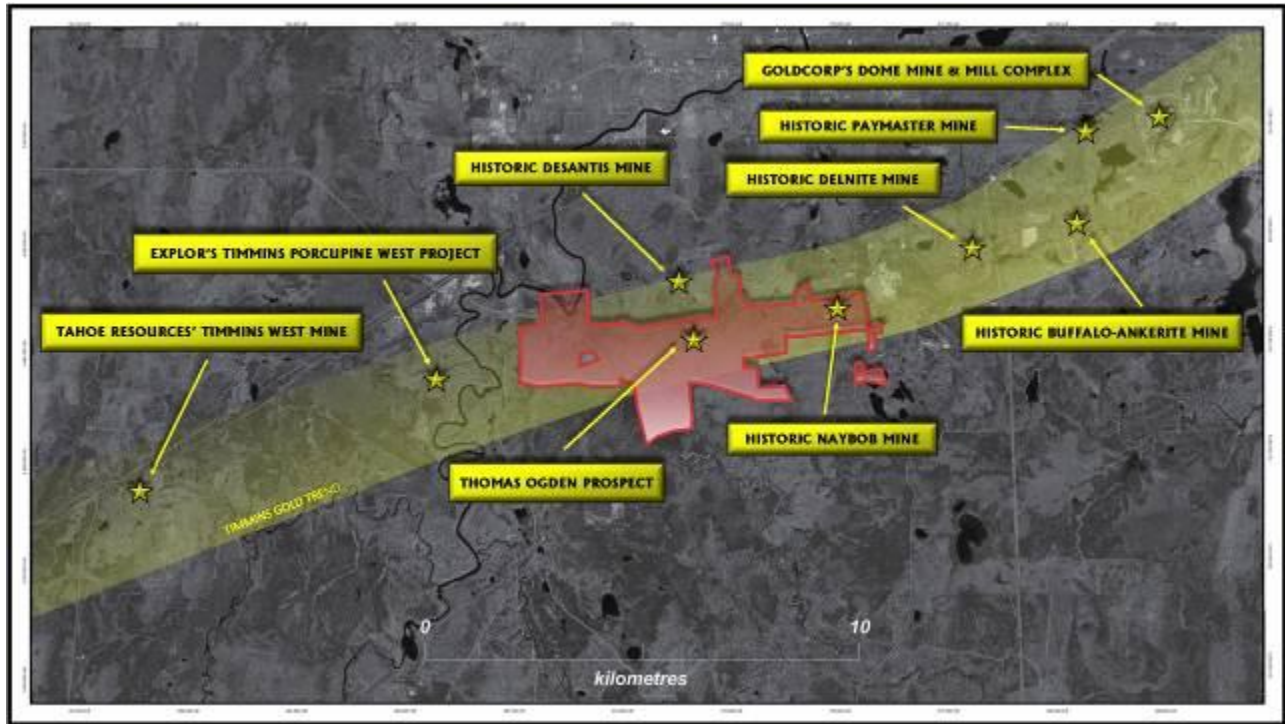 GOLDCORP'S DOME MINE & MILL COMPLEX
HISTORIC PAYMASTER MINE
HISTORIC DESANTIS MINE
HISTORIC DELNITE MINE
EXPLOR'S TIMMINS PORCUPINE WEST PROJECT
TAHOE RESOURCES' TIMMINS WEST MINE
HISTORIC BUFFALO-ANKERITE MINE
HISTORIC NAYBOB MINE
THOMAS OGDEN PROSPECT
TIMMINS GOLD TREND
0 10
kilometres